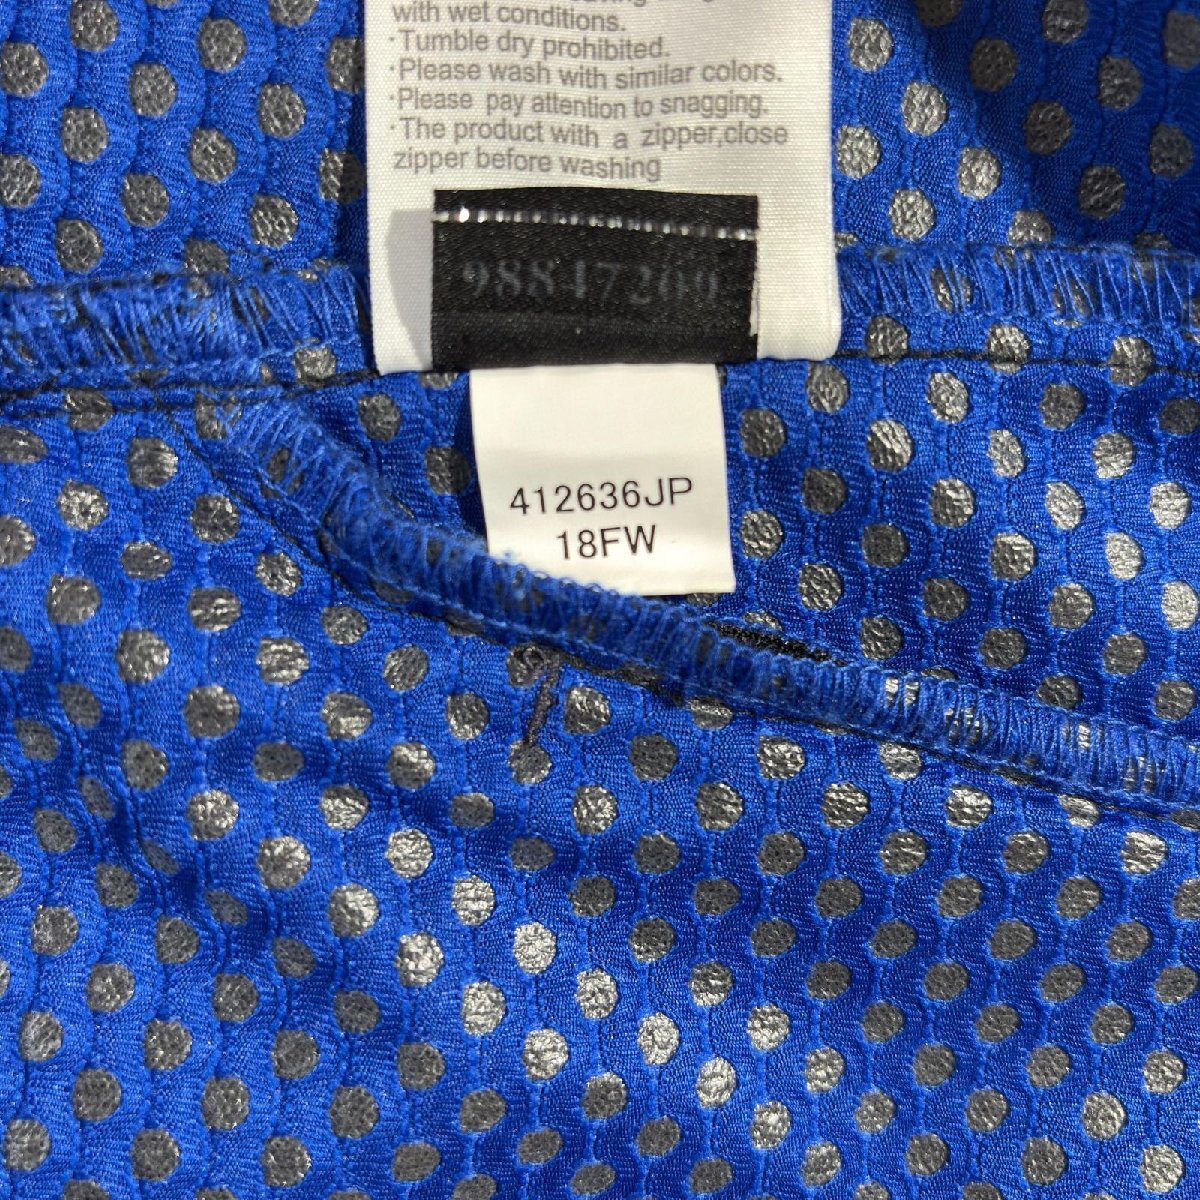 with wet conditions.
·Tumble dry prohibited.
·Please wash with similar colors.
·Please pay attention to snagging.
·The product with a zipper,close
zipper before washing
98847209
412636JP
18FW